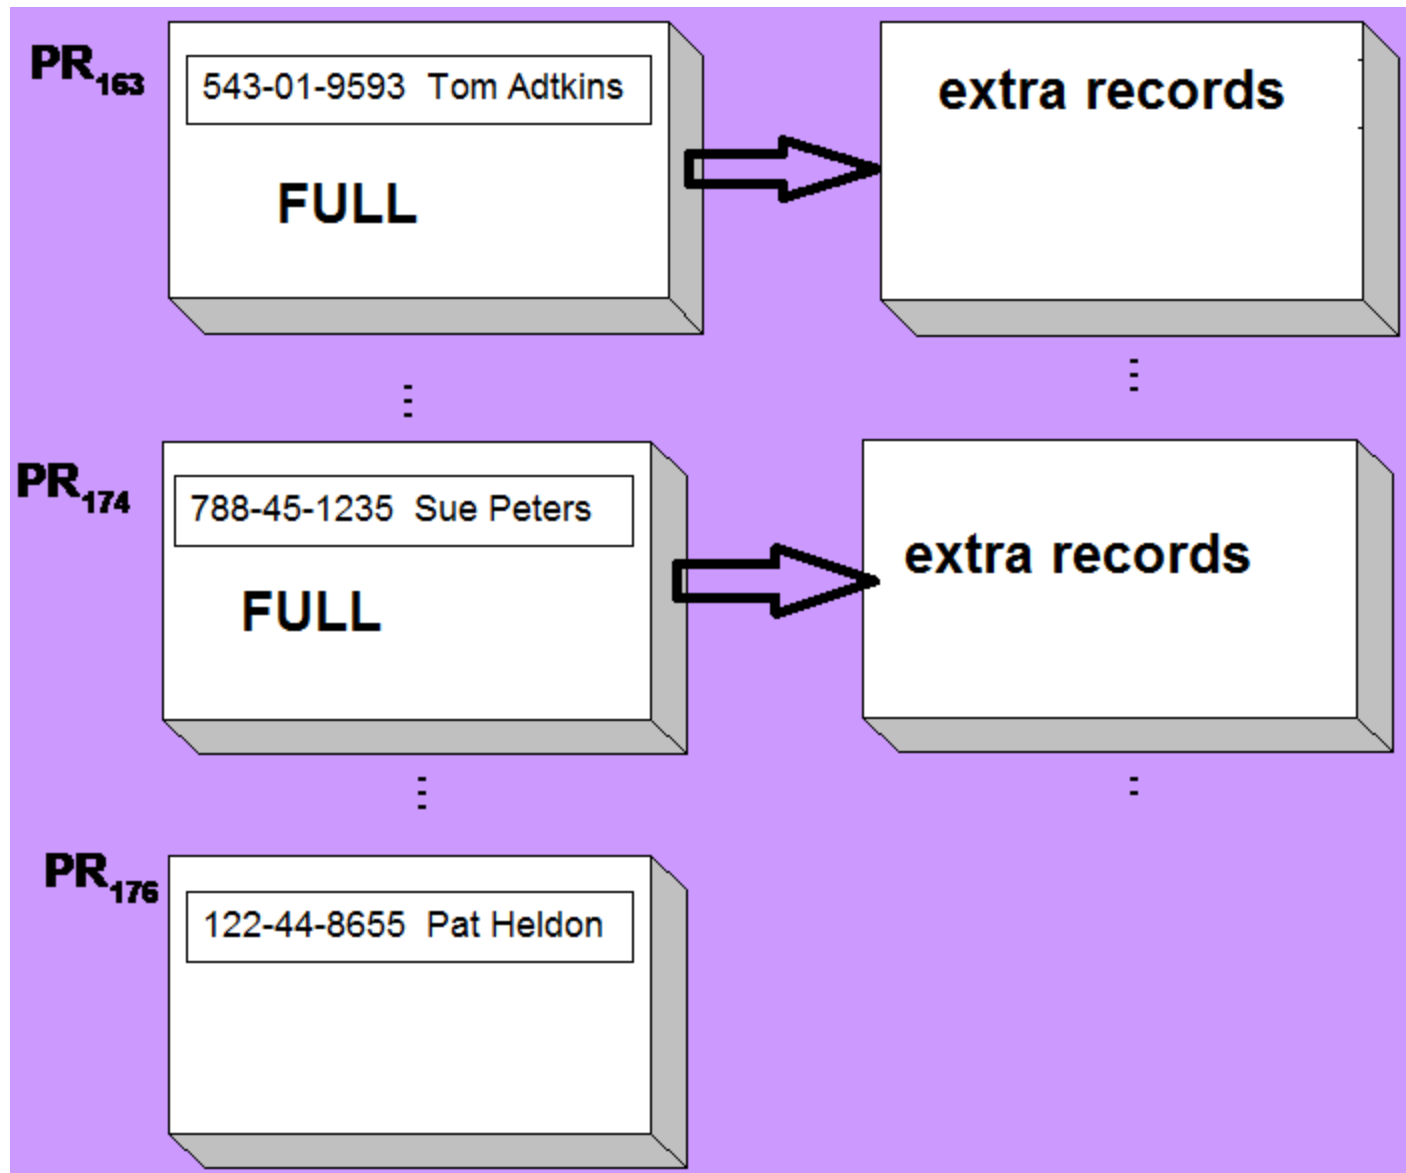 PR163
543-01-9593 Tom Adtkins
FULL
extra records
PR174
788-45-1235 Sue Peters
FULL
extra records
PR176
122-44-8655 Pat Heldon